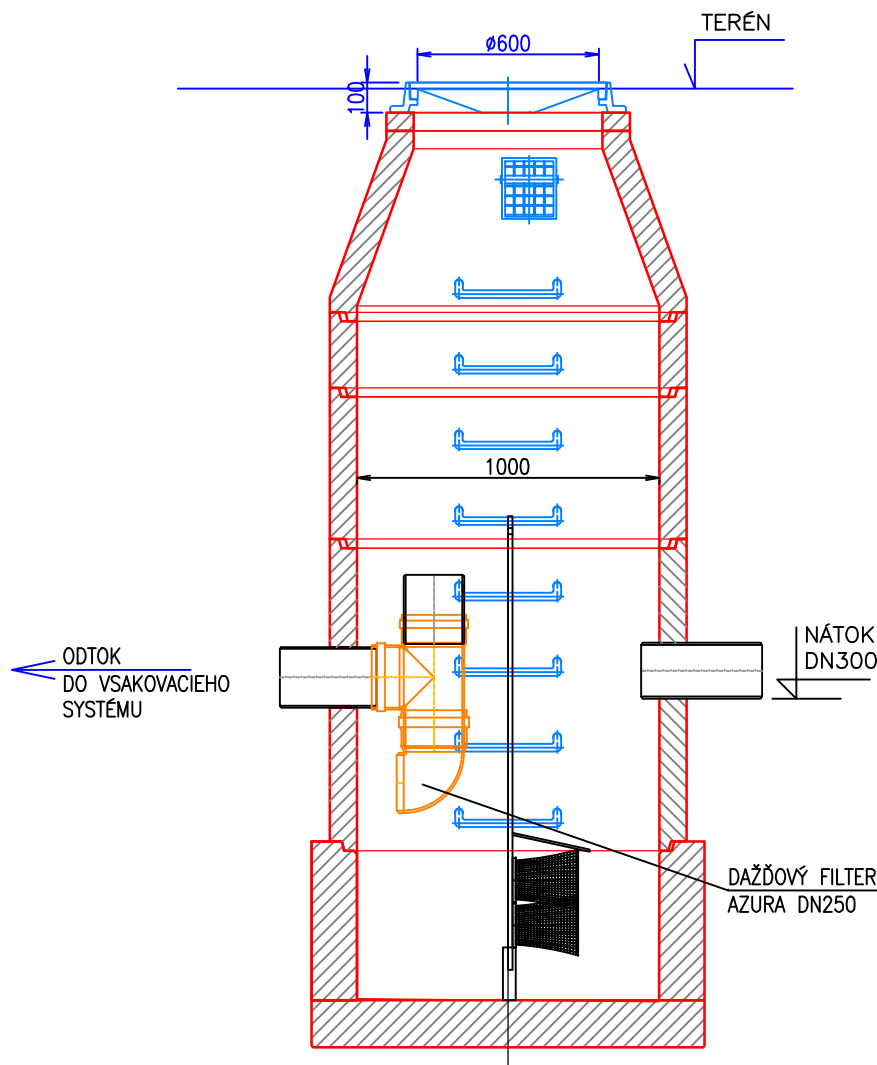 TERÉN
ø600
100
1000
NÁTOK
DN300
ODTOK
DO VSAKOVACIEHO
SYSTÉMU
DAŽĎOVÝ FILTER
AZURA DN250